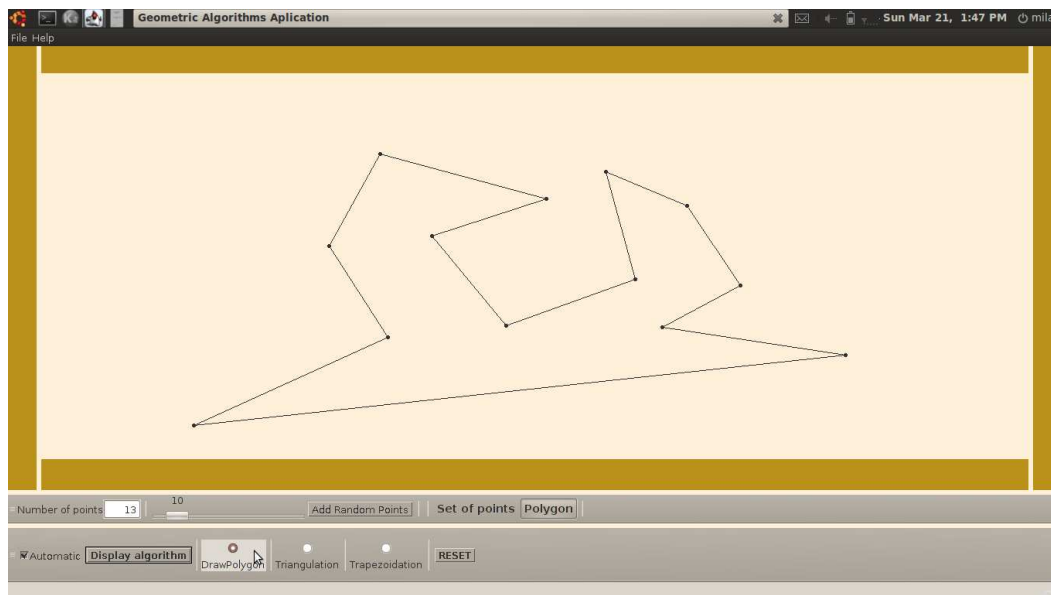 Geometric Algorithms Aplication
Sun Mar 21, 1:47 PM mila
File Help
Number of points 13 10 Add Random Points Set of points Polygon
Automatic Display algorithm DrawPolygon Triangulation Trapezoidation RESET